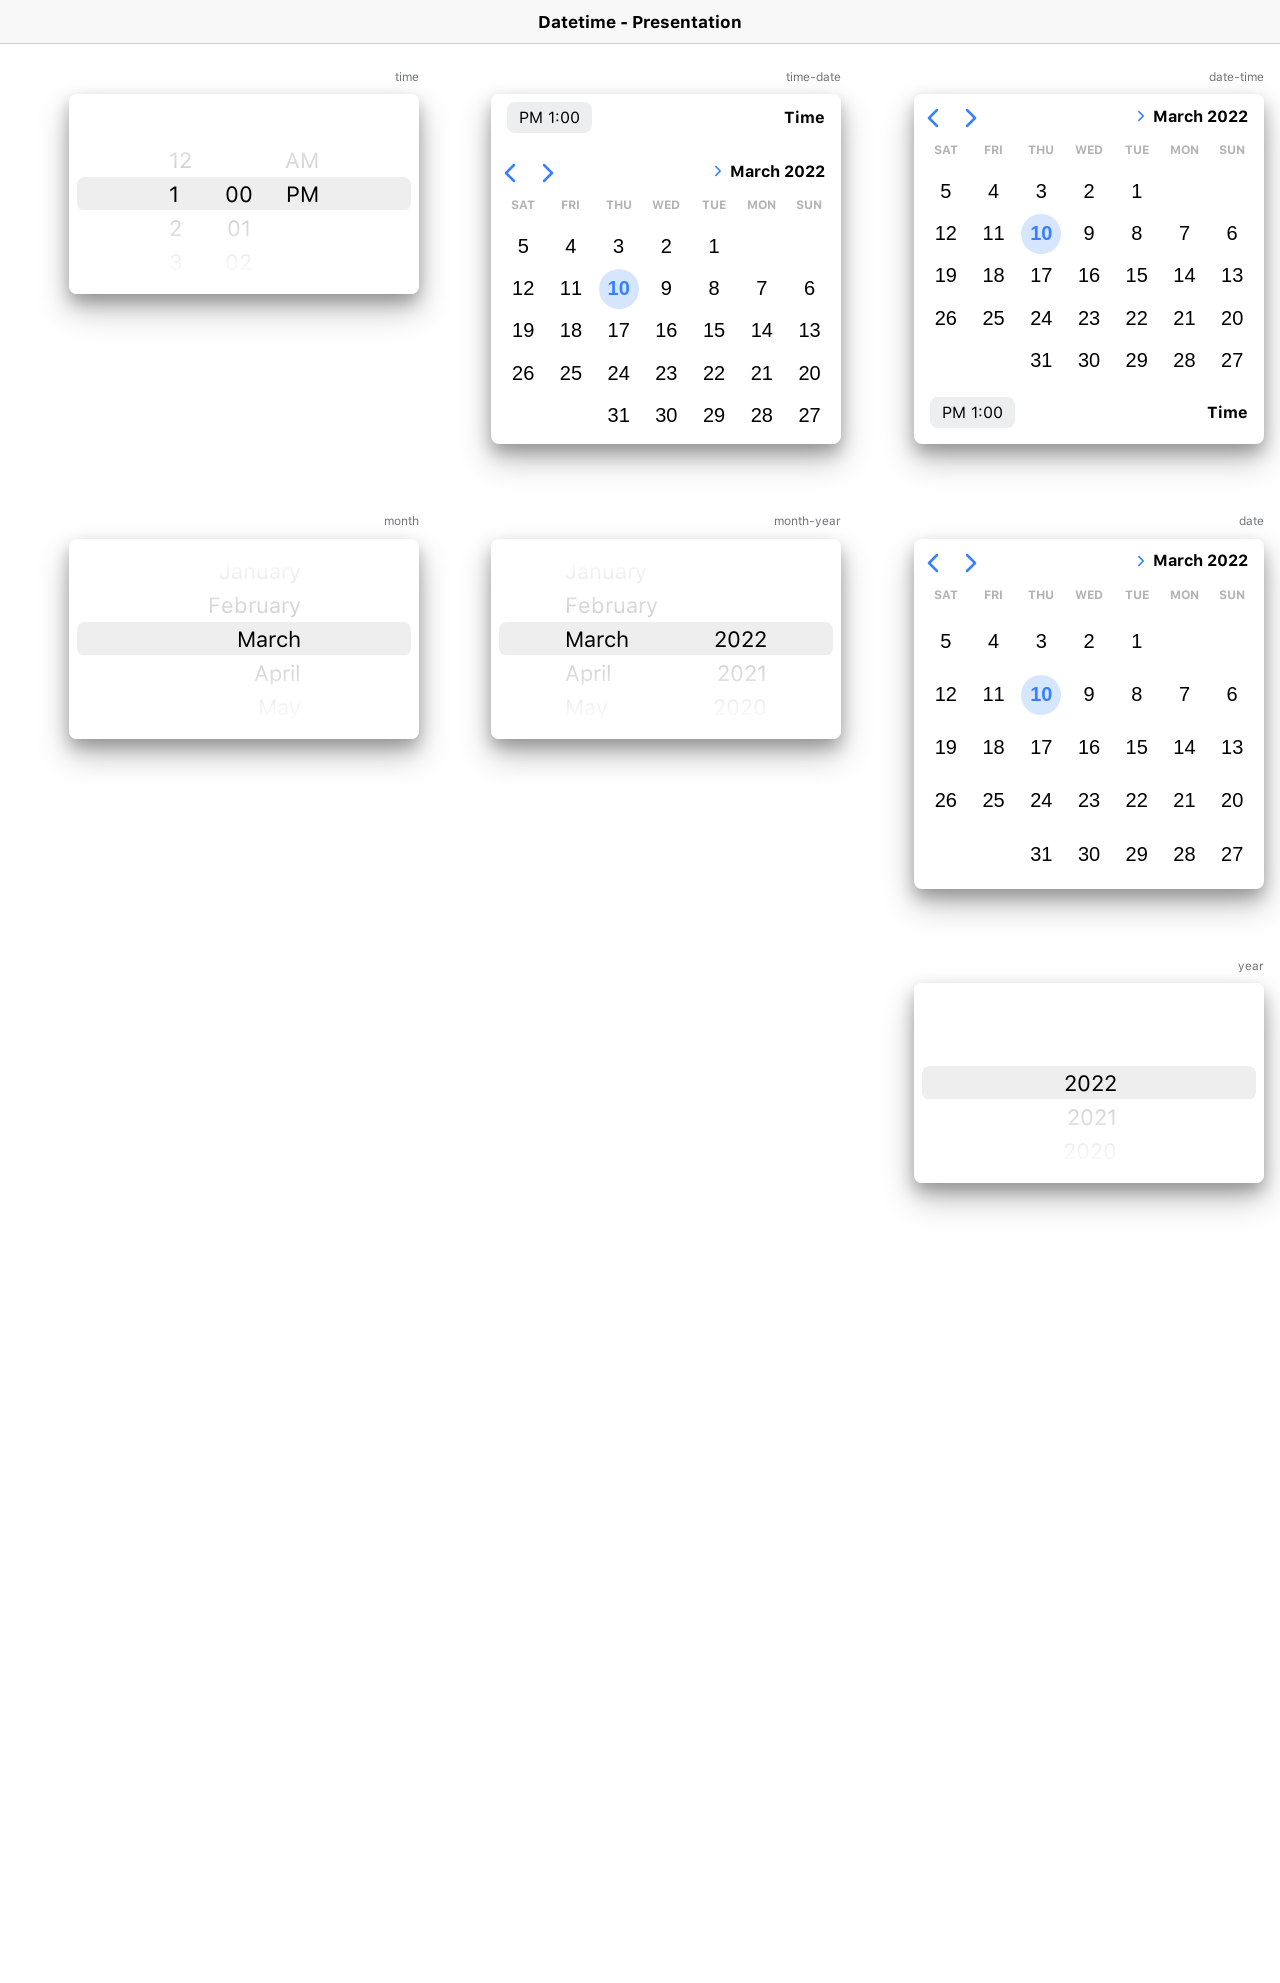 Datetime - Presentation
date-time
March 2022
SAT FRI THU WED TUE MON SUN
5 4 3 2 1
12 11 10 9 8 7 6
19 18 17 16 15 14 13
26 25 24 23 22 21 20
31 30 29 28 27
PM 1:00 Time
time-date
PM 1:00 Time
March 2022
SAT FRI THU WED TUE MON SUN
5 4 3 2 1
12 11 10 9 8 7 6
19 18 17 16 15 14 13
26 25 24 23 22 21 20
31 30 29 28 27
time
12 AM
1 00 PM
2 01
3 02
date
March 2022
SAT FRI THU WED TUE MON SUN
5 4 3 2 1
12 11 10 9 8 7 6
19 18 17 16 15 14 13
26 25 24 23 22 21 20
31 30 29 28 27
month-year
January
February
March 2022
April 2021
May 2020
month
January
February
March
April
May
year
2022
2021
2020